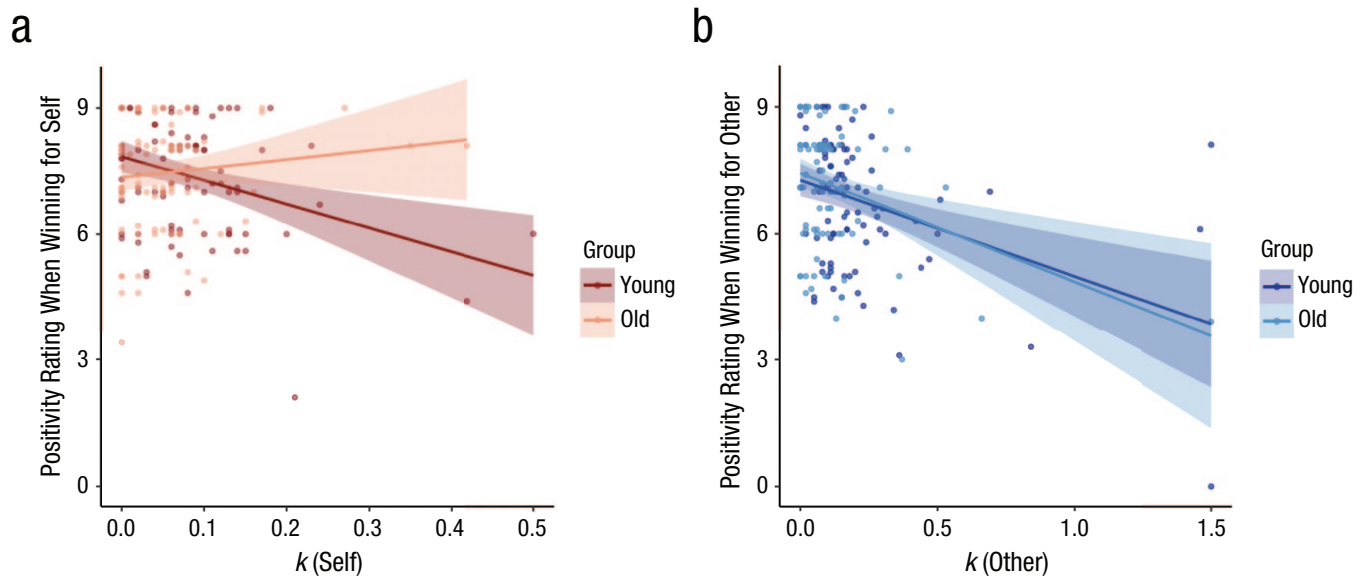 a
Positivity Rating When Winning for Self
9
6
3
0
0.0 0.1 0.2 0.3 0.4 0.5
k (Self)
Group
Young
Old
b
Positivity Rating When Winning for Other
9
6
3
0
0.0 0.5 1.0 1.5
k (Other)
Group
Young
Old